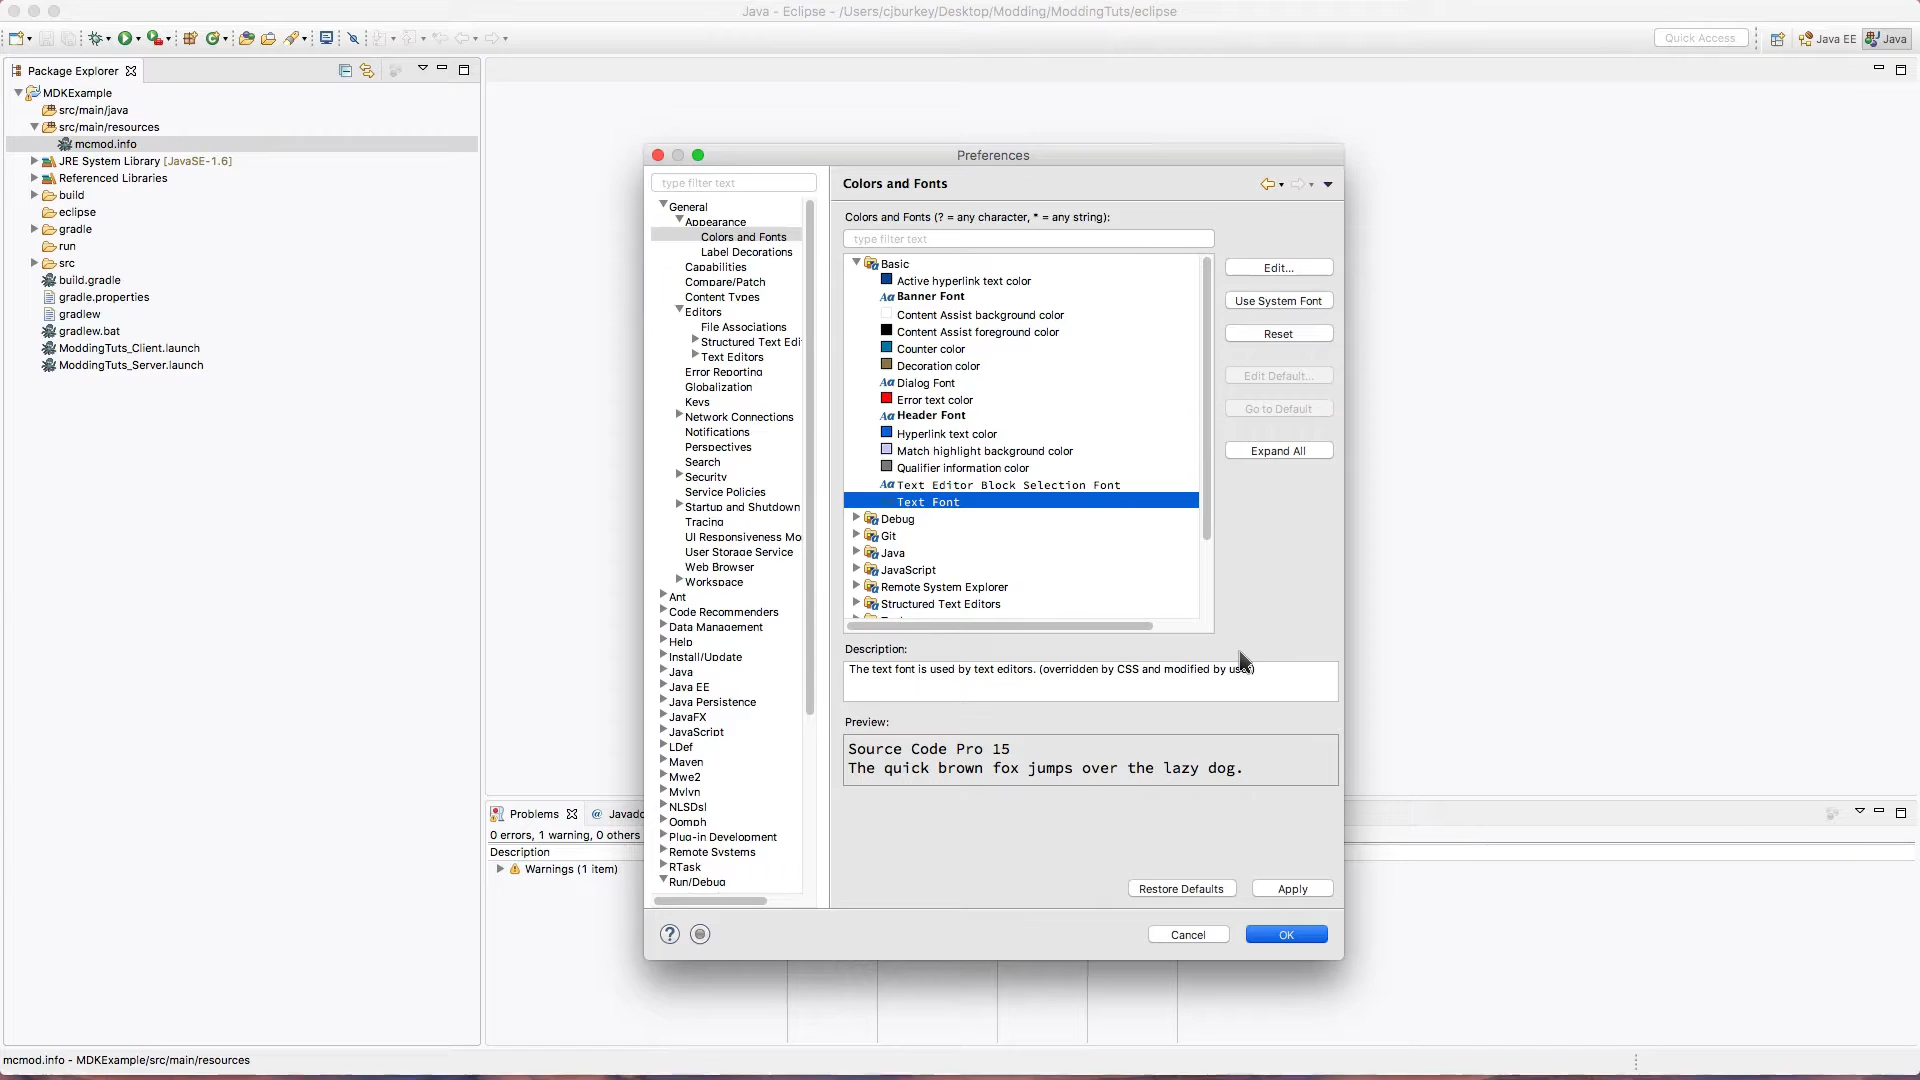 Java - Eclipse - /Users/cjburkey/Desktop/Modding/ModdingTuts/eclipse
Quick Access
Java EE
Java
Package Explorer
MDKExample
src/main/java
src/main/resources
mcmod.info
JRE System Library [JavaSE-1.6]
Referenced Libraries
build
eclipse
gradle
run
src
build.gradle
gradle.properties
gradlew
gradlew.bat
ModdingTuts_Client.launch
ModdingTuts_Server.launch
Preferences
type filter text
General
Appearance
Colors and Fonts
Label Decorations
Capabilities
Compare/Patch
Content Types
Editors
File Associations
Structured Text Edi
Text Editors
Error Reporting
Globalization
Keys
Network Connections
Notifications
Perspectives
Search
Security
Service Policies
Startup and Shutdown
Tracing
UI Responsiveness Mo
User Storage Service
Web Browser
Workspace
Ant
Code Recommenders
Data Management
Help
Install/Update
Java
Java EE
Java Persistence
JavaFX
JavaScript
LDef
Maven
Mwe2
Mylyn
NLSDsl
Oomph
Plug-in Development
Remote Systems
RTask
Run/Debug
Colors and Fonts
Colors and Fonts (? = any character, * = any string):
type filter text
Basic
Active hyperlink text color
Aa Banner Font
Content Assist background color
Content Assist foreground color
Counter color
Decoration color
Aa Dialog Font
Error text color
Aa Header Font
Hyperlink text color
Match highlight background color
Qualifier information color
Aa Text Editor Block Selection Font
Text Font
Debug
Git
Java
JavaScript
Remote System Explorer
Structured Text Editors
Edit...
Use System Font
Reset
Edit Default...
Go to Default
Expand All
Description:
The text font is used by text editors. (overridden by CSS and modified by user)
Preview:
Source Code Pro 15
The quick brown fox jumps over the lazy dog.
Restore Defaults
Apply
?
Cancel
OK
Problems
@ Javado
0 errors, 1 warning, 0 others
Description
Warnings (1 item)
mcmod.info - MDKExample/src/main/resources